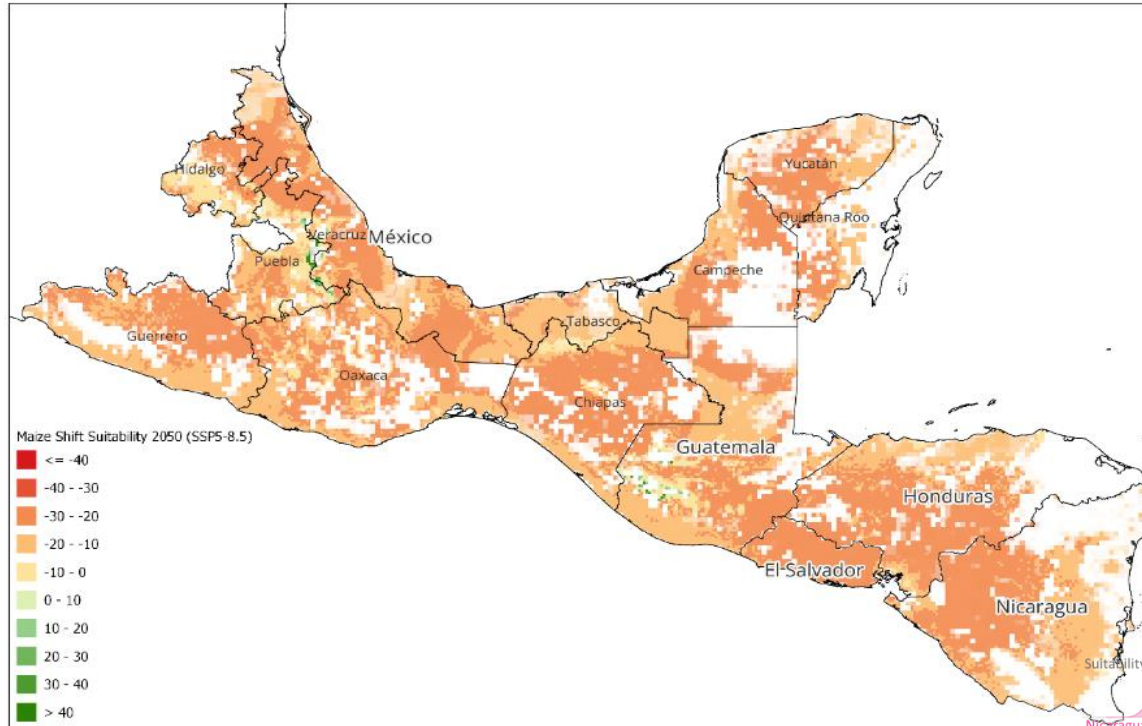 Hidalgo
Yucatán
Quintana Roo
Veracruz
México
Puebla
Campeche
Tabasco
Guerrero
Oaxaca
Chiapas
Maize Shift Suitability 2050 (SSP5-8.5)
<= -40
-40 - -30
-30 - -20
-20 - -10
-10 - 0
0 - 10
10 - 20
20 - 30
30 - 40
> 40
Guatemala
Honduras
El Salvador
Nicaragua
Suitability
Nicaragua